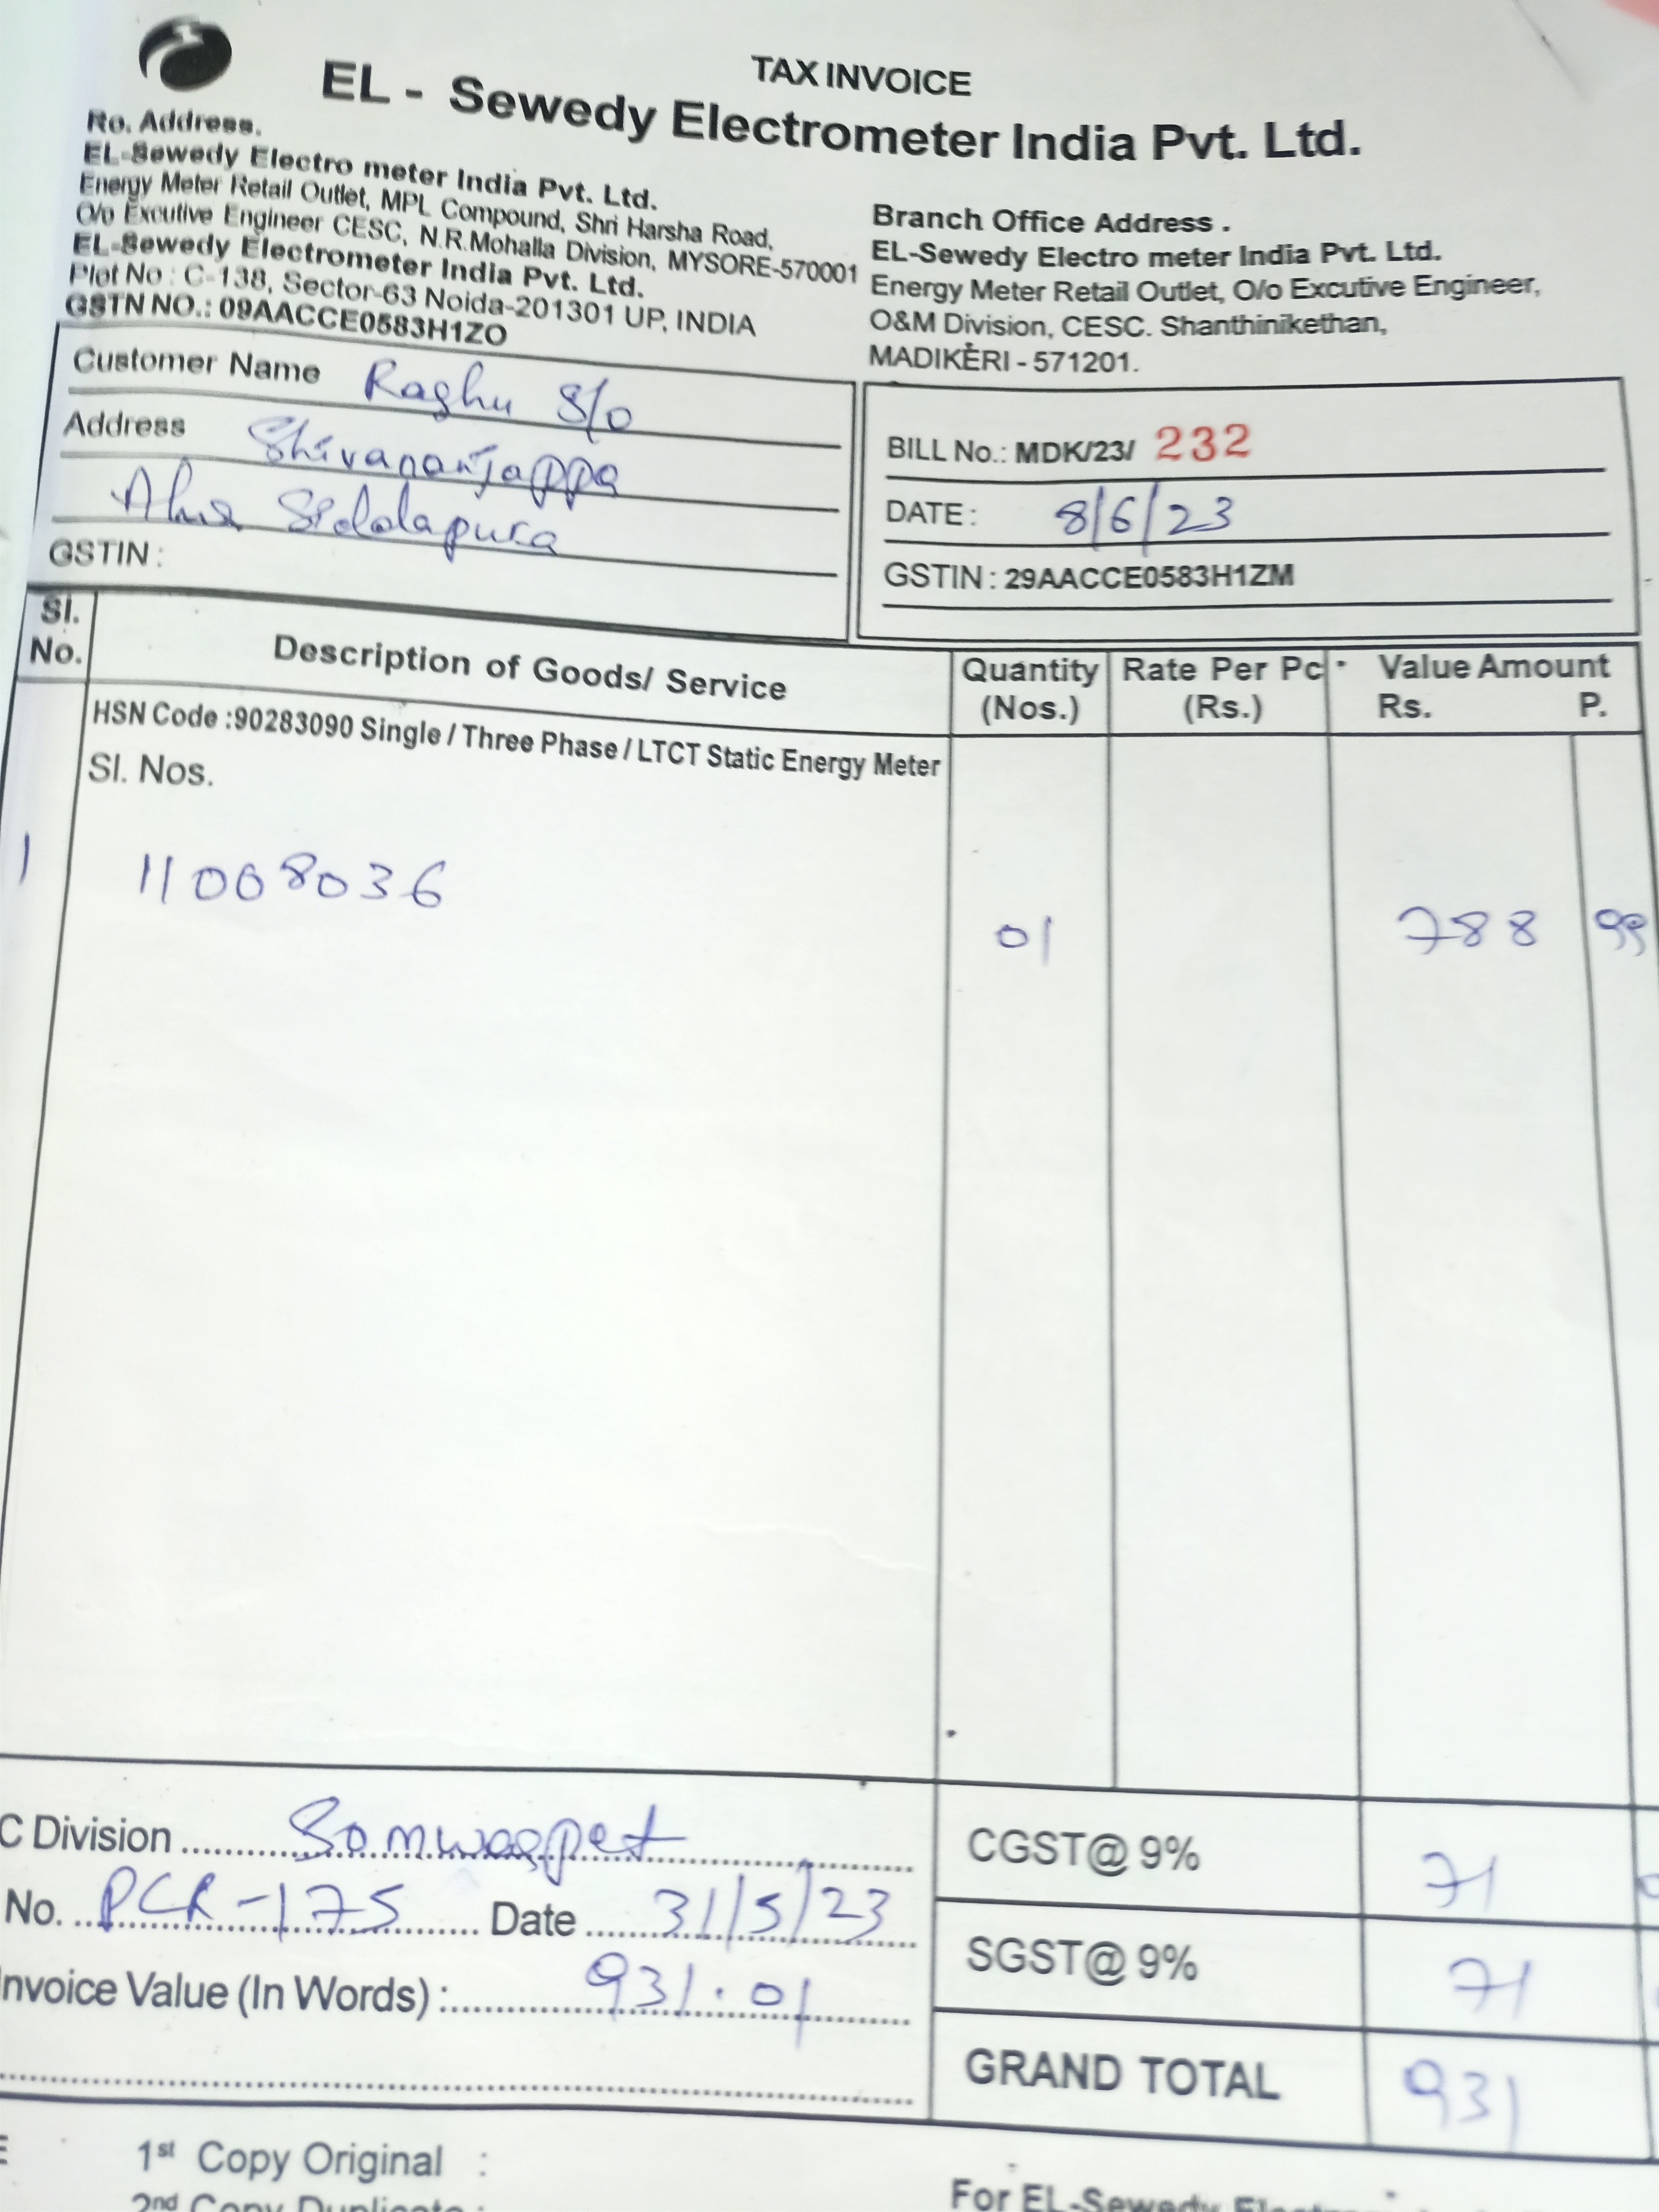 TAX INVOICE
EL - Sewedy Electrometer India Pvt. Ltd.
Ro. Address.
EL-Sewedy Electro meter India Pvt. Ltd.
Energy Meter Retail Outlet, MPL Compound, Shri Harsha Road,
O/o Excutive Engineer CESC, N.R.Mohalla Division, MYSORE-570001
EL-Sewedy Electrometer India Pvt. Ltd.
Plot No : C-138, Sector-63 Noida-201301 UP, INDIA
GSTN NO.: 09AACCE0583H1ZO
Branch Office Address .
EL-Sewedy Electro meter India Pvt. Ltd.
Energy Meter Retail Outlet, O/o Excutive Engineer,
O&M Division, CESC. Shanthinikethan,
MADIKERI - 571201.
Customer Name Raghu S/o
Address Shivananjappa
Siddapura
GSTIN :
BILL No.: MDK/23/ 232
DATE : 8/6/23
GSTIN : 29AACCE0583H1ZM
Sl. No. Description of Goods/ Service Quantity (Nos.) Rate Per Pc (Rs.) Value Amount Rs. P.
HSN Code :90283090 Single / Three Phase / LTCT Static Energy Meter
Sl. Nos.
1 11008036 01 788 99
C Division Somwarpet
No. PCR-175 Date 31/5/23
Invoice Value (In Words) : 931.01
CGST@ 9% 71
SGST@ 9% 71
GRAND TOTAL 931
1st Copy Original :
2nd Copy Duplicate :
For EL-Sewedy